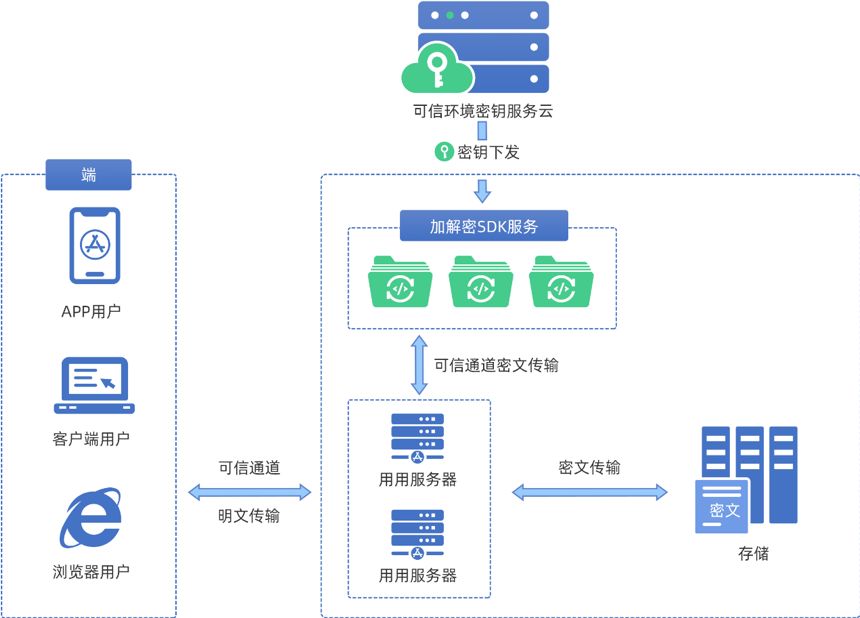 可信环境密钥服务云
密钥下发
端
加解密SDK服务
APP用户
可信通道密文传输
客户端用户
可信通道
明文传输
用用服务器
密文传输
密文
用用服务器
存储
浏览器用户